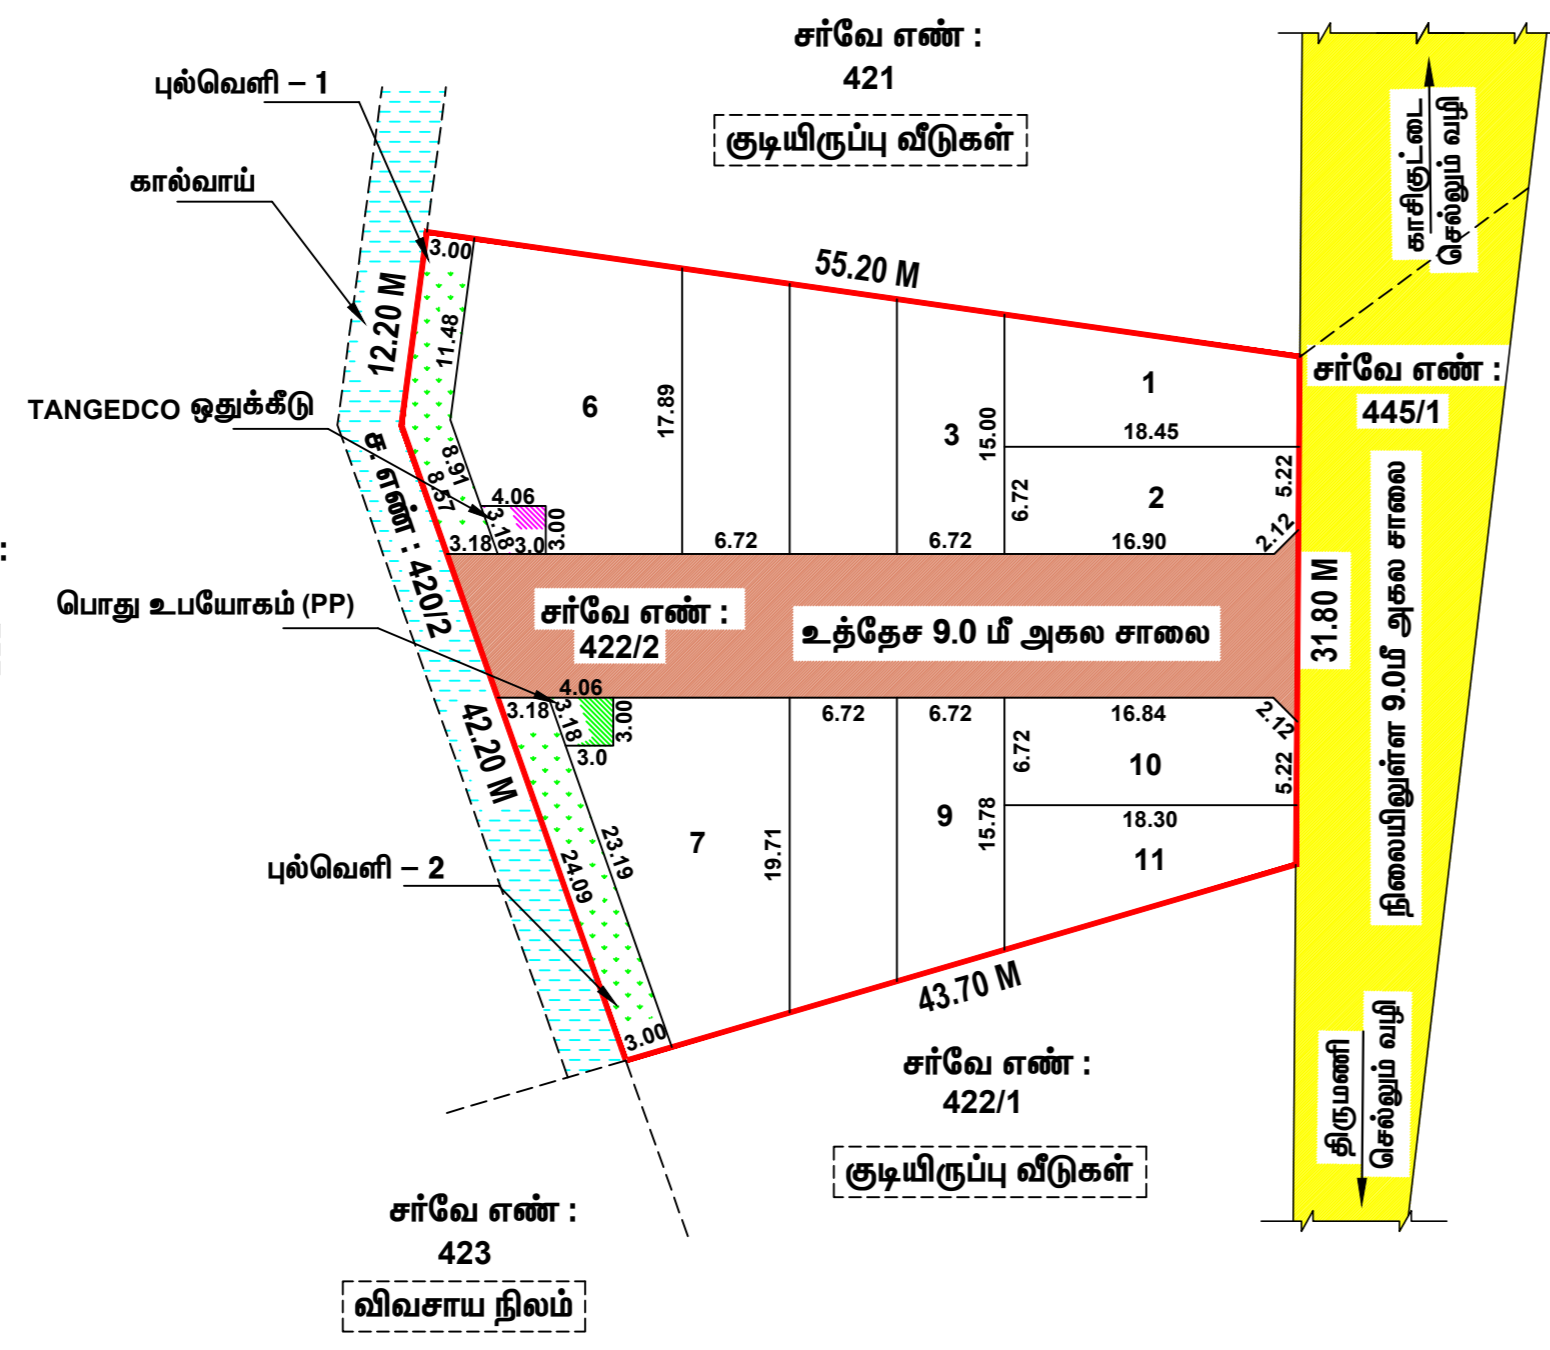 சர்வே எண் :
421
குடியிருப்பு வீடுகள்
புல்வெளி – 1
கால்வாய்
TANGEDCO ஒதுக்கீடு
பொது உபயோகம் (PP)
புல்வெளி – 2
காசிகுட்டை
செல்லும் வழி
55.20 M
3.00
12.20 M
11.48
6
17.89
3
15.00
1
18.45
சர்வே எண் :
445/1
ச. எண் : 420/2
8.91
8.57
4.06
3.18
3.00
3.18
3.0
6.72
6.72
6.72
2
5.22
16.90
2.12
:
சர்வே எண் :
422/2
உத்தேச 9.0 மீ அகல சாலை
31.80 M
நிலையிலுள்ள 9.0மீ அகல சாலை
42.20 M
4.06
3.18
3.18
3.00
3.0
6.72
6.72
6.72
16.84
2.12
10
5.22
18.30
11
7
19.71
9
15.78
23.19
24.09
3.00
43.70 M
சர்வே எண் :
422/1
குடியிருப்பு வீடுகள்
திருமணி
செல்லும் வழி
சர்வே எண் :
423
விவசாய நிலம்